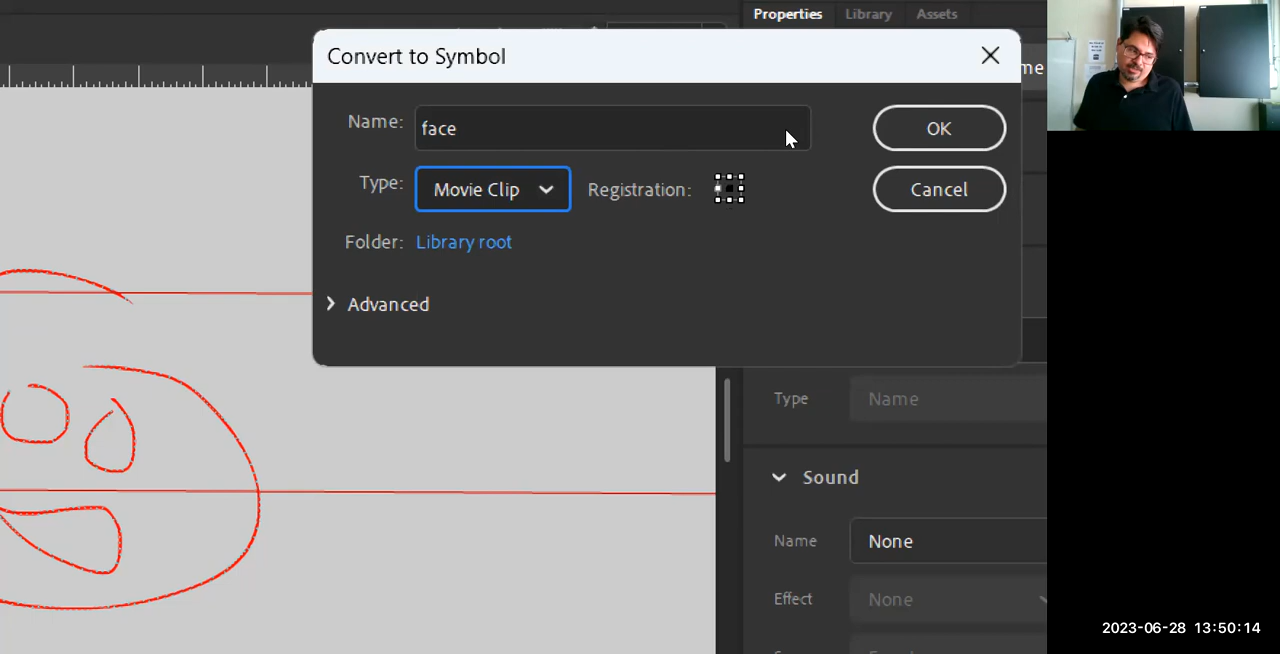 Properties Library Assets
Convert to Symbol
me
Name: face OK
Type: Movie Clip Registration: Cancel
Folder: Library root
Advanced
Type Name
Sound
Name None
Effect None
2023-06-28 13:50:14